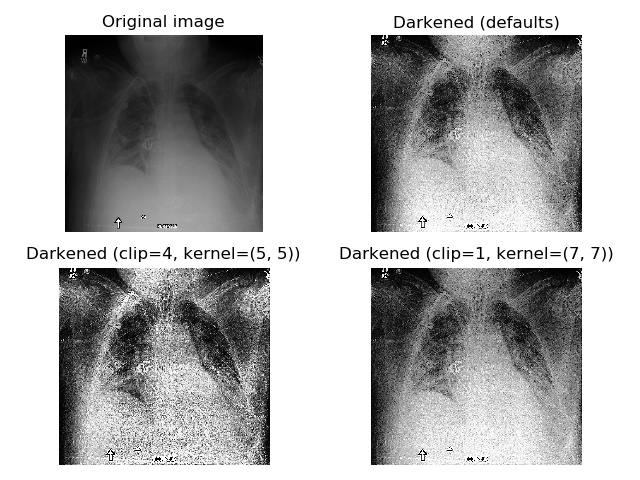 Original image
Darkened (defaults)
Darkened (clip=4, kernel=(5, 5))
Darkened (clip=1, kernel=(7, 7))